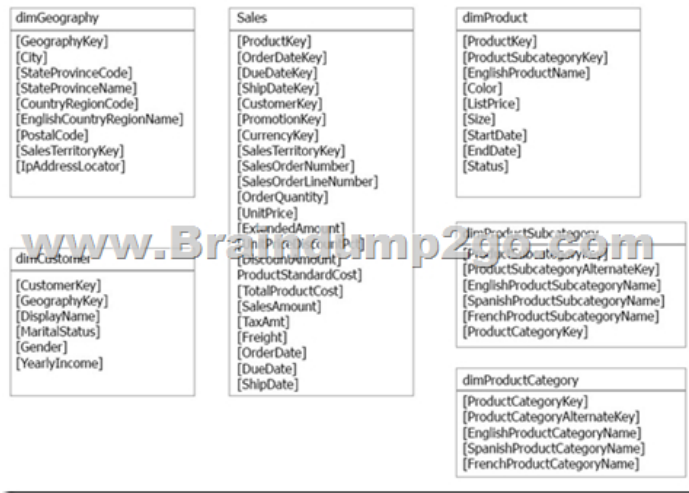 dimGeography
[GeographyKey]
[City]
[StateProvinceCode]
[StateProvinceName]
[CountryRegionCode]
[EnglishCountryRegionName]
[PostalCode]
[SalesTerritoryKey]
[IpAddressLocator]
dimCustomer
[CustomerKey]
[GeographyKey]
[DisplayName]
[MaritalStatus]
[Gender]
[YearlyIncome]
Sales
[ProductKey]
[OrderDateKey]
[DueDateKey]
[ShipDateKey]
[CustomerKey]
[PromotionKey]
[CurrencyKey]
[SalesTerritoryKey]
[SalesOrderNumber]
[SalesOrderLineNumber]
[OrderQuantity]
[UnitPrice]
[ExtendedAmount]
[DiscountAmount]
ProductStandardCost]
[TotalProductCost]
[SalesAmount]
[TaxAmt]
[Freight]
[OrderDate]
[DueDate]
[ShipDate]
dimProduct
[ProductKey]
[ProductSubcategoryKey]
[EnglishProductName]
[Color]
[ListPrice]
[Size]
[StartDate]
[EndDate]
[Status]
dimProductSubcategory
[ProductSubcategoryKey]
[ProductSubcategoryAlternateKey]
[EnglishProductSubcategoryName]
[SpanishProductSubcategoryName]
[FrenchProductSubcategoryName]
[ProductCategoryKey]
dimProductCategory
[ProductCategoryKey]
[ProductCategoryAlternateKey]
[EnglishProductCategoryName]
[SpanishProductCategoryName]
[FrenchProductCategoryName]
www.Braindump2go.com